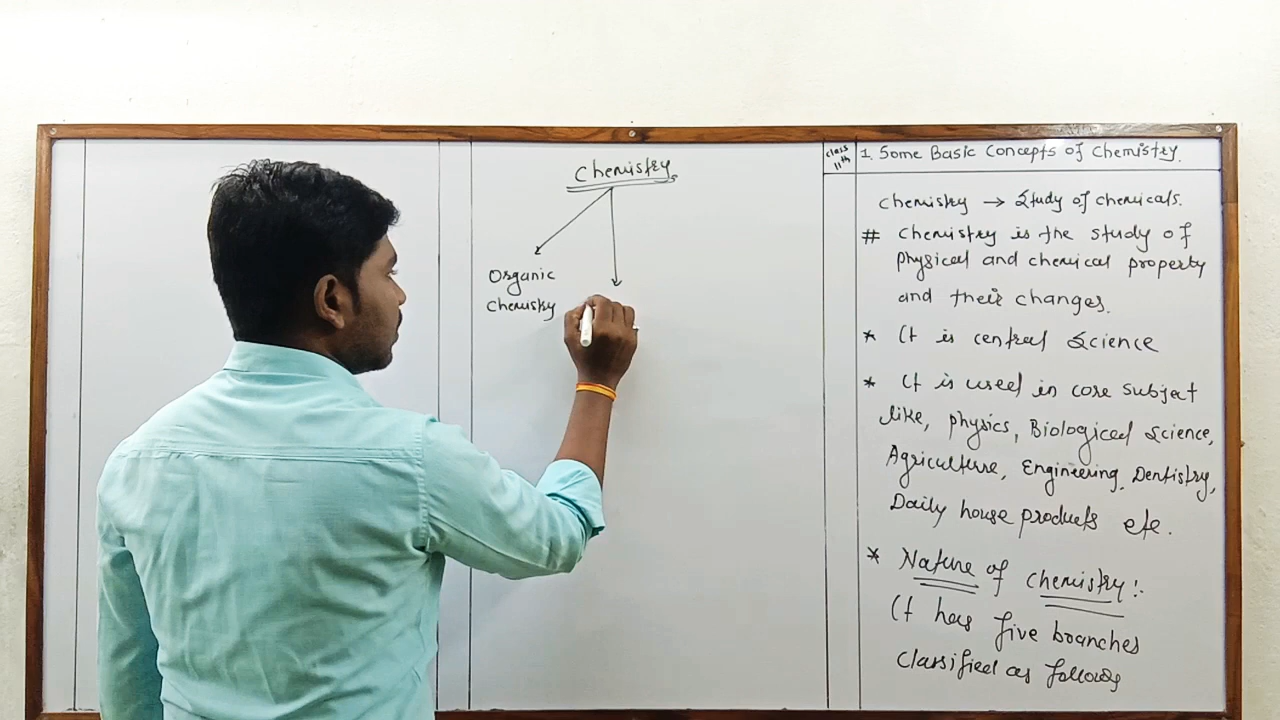 Chemistry
Organic
Chemistry
Class
11th
1. Some Basic Concepts of Chemistry.
Chemistry → Study of chemicals.
# Chemistry is the study of
physical and chemical property
and their changes.
* It is central Science
* It is used in core subject
like, physics, Biological Science,
Agriculture, Engineering, Dentistry,
Daily house products etc.
* Nature of Chemistry :-
It has five branches
Classified as follows